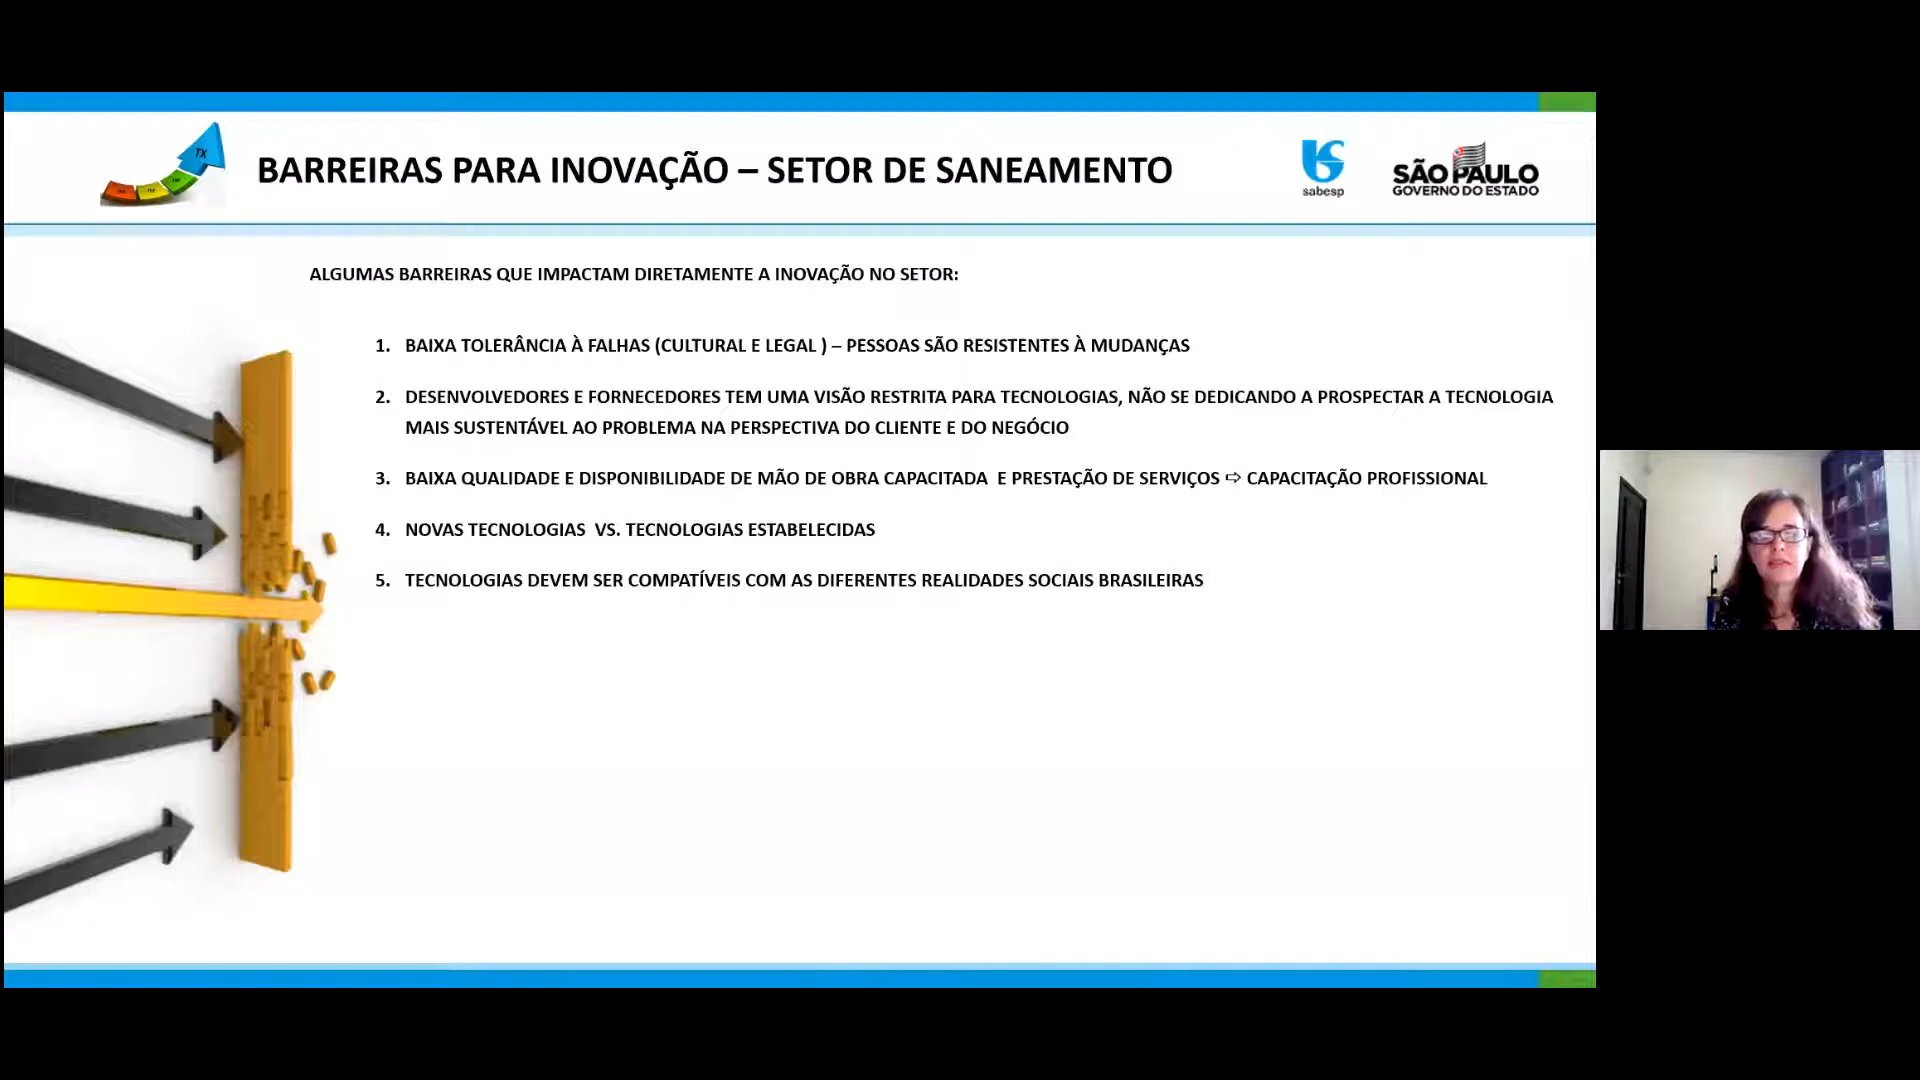 TX
BARREIRAS PARA INOVAÇÃO – SETOR DE SANEAMENTO
sabesp
SÃO PAULO
GOVERNO DO ESTADO
ALGUMAS BARREIRAS QUE IMPACTAM DIRETAMENTE A INOVAÇÃO NO SETOR:
1. BAIXA TOLERÂNCIA À FALHAS (CULTURAL E LEGAL ) – PESSOAS SÃO RESISTENTES À MUDANÇAS
2. DESENVOLVEDORES E FORNECEDORES TEM UMA VISÃO RESTRITA PARA TECNOLOGIAS, NÃO SE DEDICANDO A PROSPECTAR A TECNOLOGIA
MAIS SUSTENTÁVEL AO PROBLEMA NA PERSPECTIVA DO CLIENTE E DO NEGÓCIO
3. BAIXA QUALIDADE E DISPONIBILIDADE DE MÃO DE OBRA CAPACITADA E PRESTAÇÃO DE SERVIÇOS ⇨ CAPACITAÇÃO PROFISSIONAL
4. NOVAS TECNOLOGIAS VS. TECNOLOGIAS ESTABELECIDAS
5. TECNOLOGIAS DEVEM SER COMPATÍVEIS COM AS DIFERENTES REALIDADES SOCIAIS BRASILEIRAS